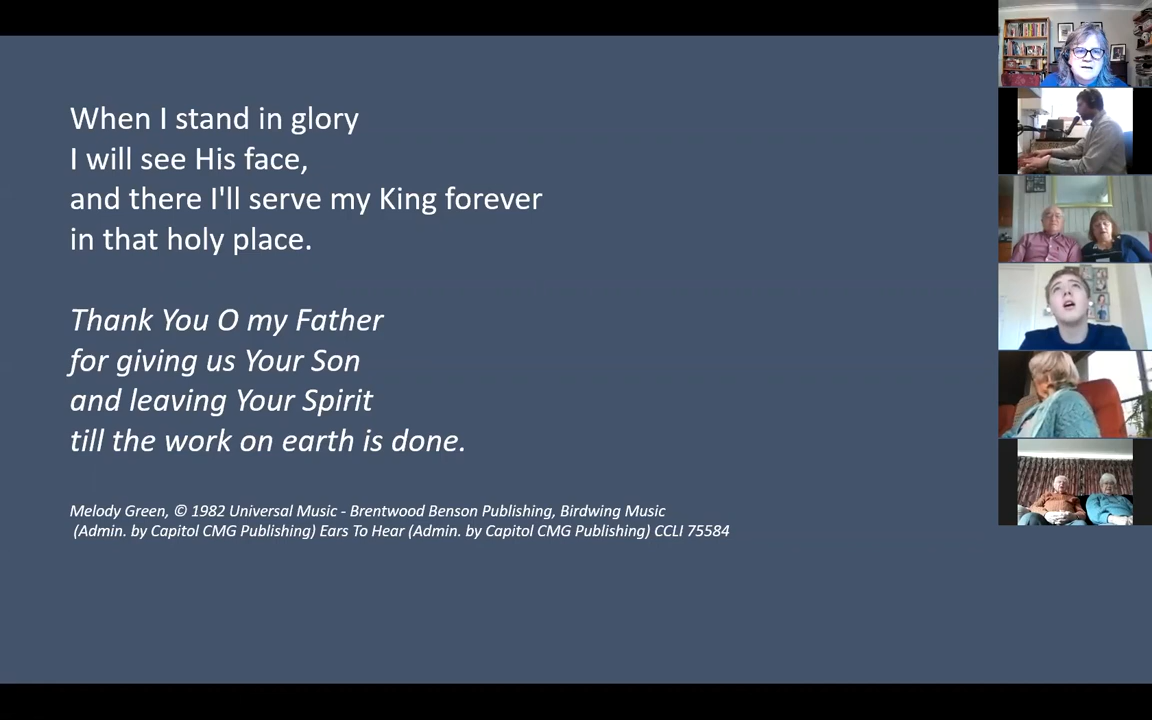 When I stand in glory
I will see His face,
and there I'll serve my King forever
in that holy place.
Thank You O my Father
for giving us Your Son
and leaving Your Spirit
till the work on earth is done.
Melody Green, © 1982 Universal Music - Brentwood Benson Publishing, Birdwing Music
(Admin. by Capitol CMG Publishing) Ears To Hear (Admin. by Capitol CMG Publishing) CCLI 75584